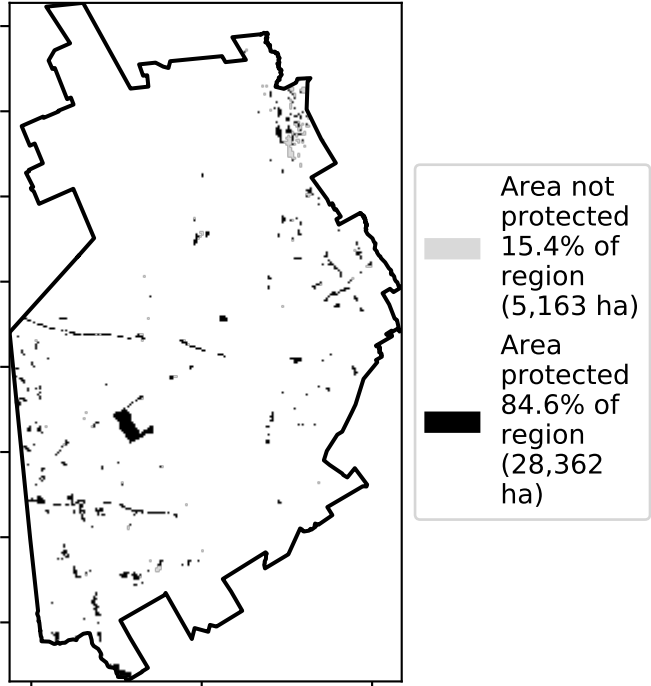 Area not
protected
15.4% of
region
(5,163 ha)
Area
protected
84.6% of
region
(28,362
ha)